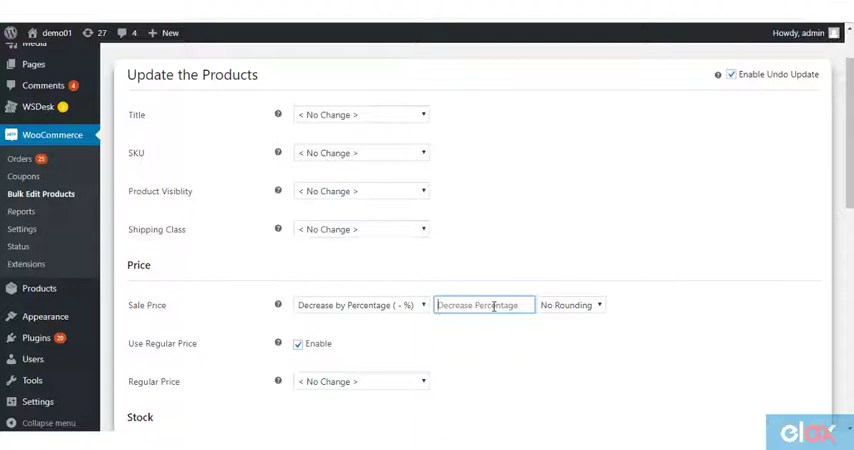 demo01 27 4 New Howdy, admin
Media
Pages
Comments 4
WSDesk
WooCommerce
Orders 25
Coupons
Bulk Edit Products
Reports
Settings
Status
Extensions
Products
Appearance
Plugins 20
Users
Tools
Settings
Collapse menu
Update the Products
Enable Undo Update
Title < No Change >
SKU < No Change >
Product Visiblity < No Change >
Shipping Class < No Change >
Price
Sale Price Decrease by Percentage ( - %) Decrease Percentage No Rounding
Use Regular Price Enable
Regular Price < No Change >
Stock
elex